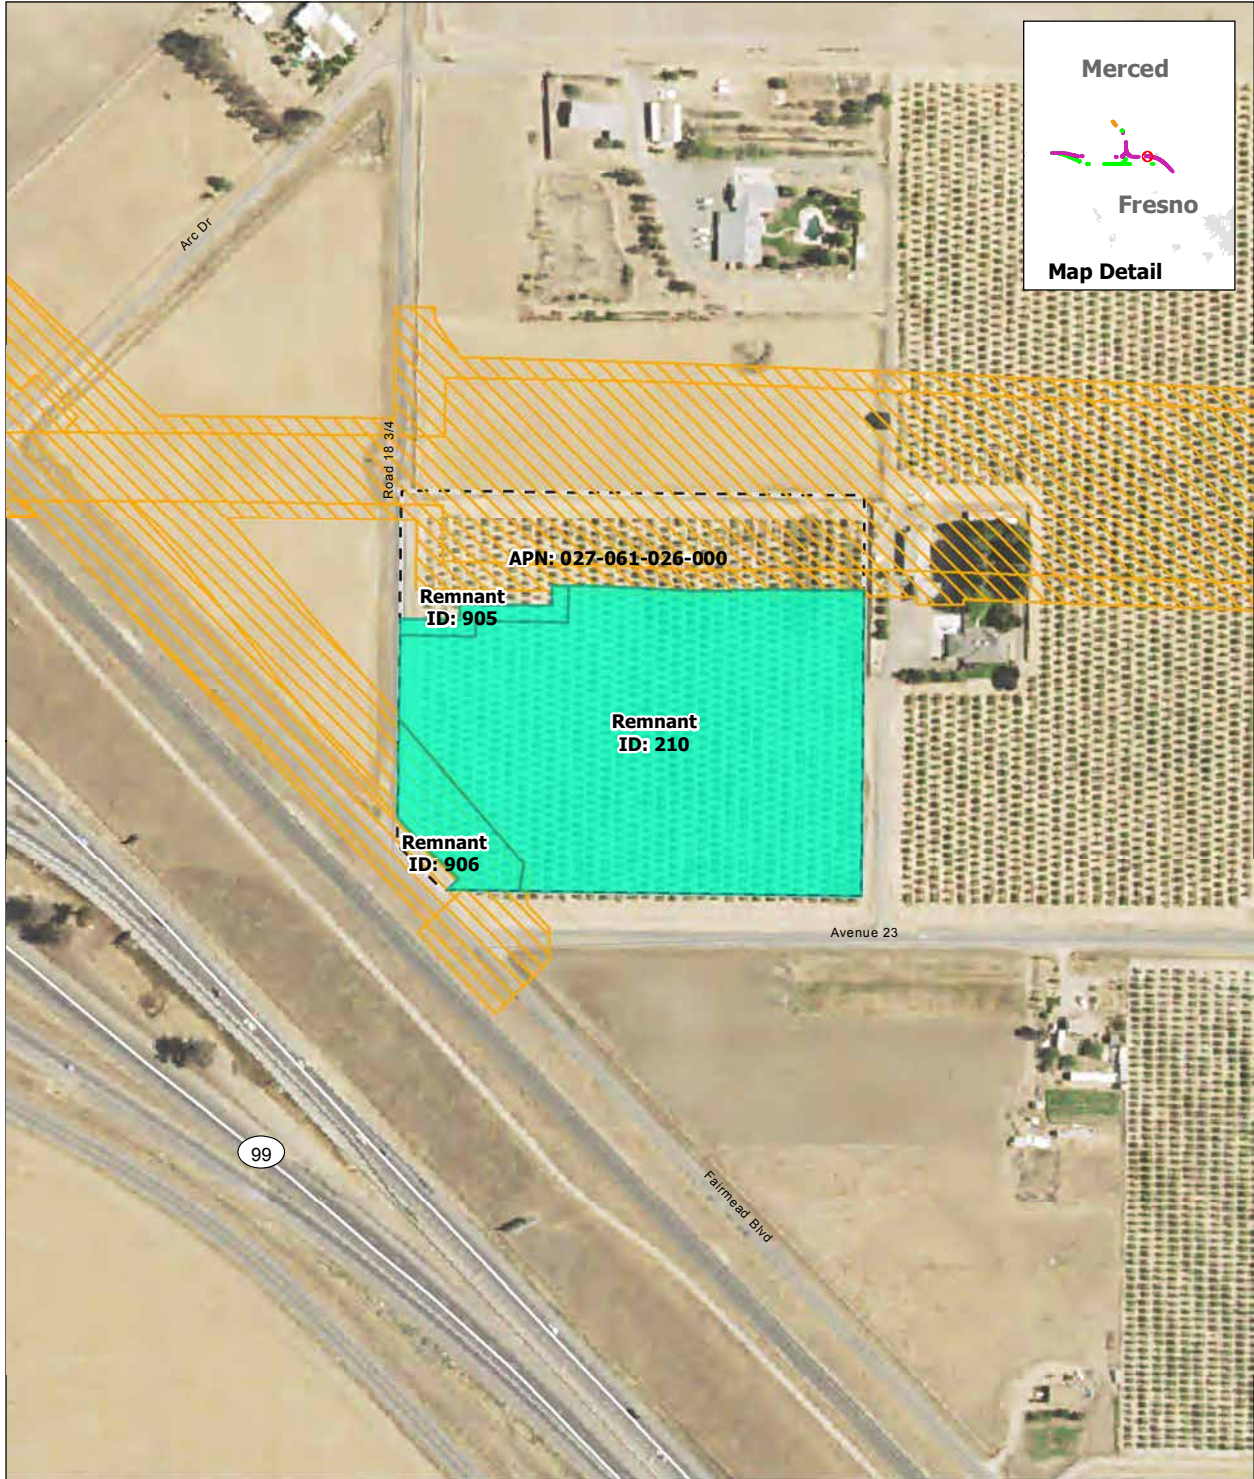 Merced
Fresno
Map Detail
Arc Dr
Road 18 3/4
APN: 027-061-026-000
Remnant
ID: 905
Remnant
ID: 210
Remnant
ID: 906
Avenue 23
99
Fairmead Blvd